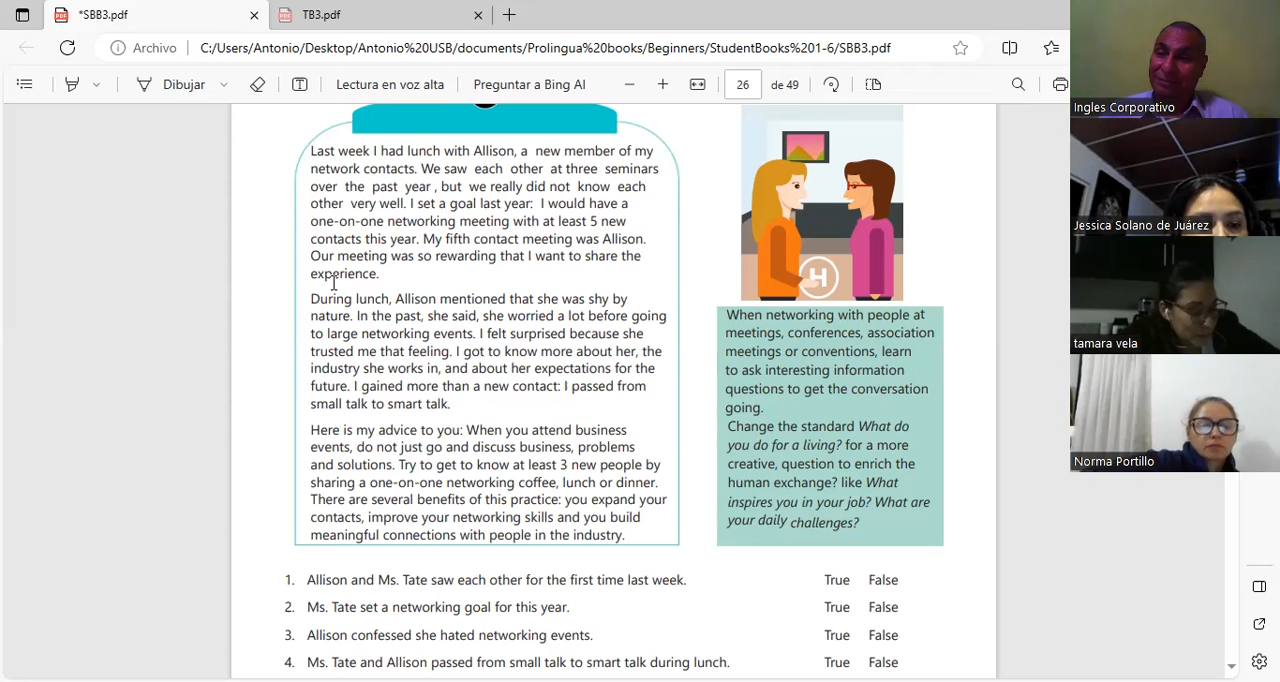 *SBB3.pdf
TB3.pdf
Archivo
C:/Users/Antonio/Desktop/Antonio%20USB/documents/Prolingua%20books/Beginners/StudentBooks%201-6/SBB3.pdf
Dibujar
Lectura en voz alta
Preguntar a Bing AI
26
de 49
Last week I had lunch with Allison, a new member of my
network contacts. We saw each other at three seminars
over the past year , but we really did not know each
other very well. I set a goal last year: I would have a
one-on-one networking meeting with at least 5 new
contacts this year. My fifth contact meeting was Allison.
Our meeting was so rewarding that I want to share the
experience.
During lunch, Allison mentioned that she was shy by
nature. In the past, she said, she worried a lot before going
to large networking events. I felt surprised because she
trusted me that feeling. I got to know more about her, the
industry she works in, and about her expectations for the
future. I gained more than a new contact: I passed from
small talk to smart talk.
Here is my advice to you: When you attend business
events, do not just go and discuss business, problems
and solutions. Try to get to know at least 3 new people by
sharing a one-on-one networking coffee, lunch or dinner.
There are several benefits of this practice: you expand your
contacts, improve your networking skills and you build
meaningful connections with people in the industry.
H
When networking with people at
meetings, conferences, association
meetings or conventions, learn
to ask interesting information
questions to get the conversation
going.
Change the standard What do
you do for a living? for a more
creative, question to enrich the
human exchange? like What
inspires you in your job? What are
your daily challenges?
1. Allison and Ms. Tate saw each other for the first time last week. True False
2. Ms. Tate set a networking goal for this year. True False
3. Allison confessed she hated networking events. True False
4. Ms. Tate and Allison passed from small talk to smart talk during lunch. True False
Ingles Corporativo
Jessica Solano de Juárez
tamara vela
Norma Portillo